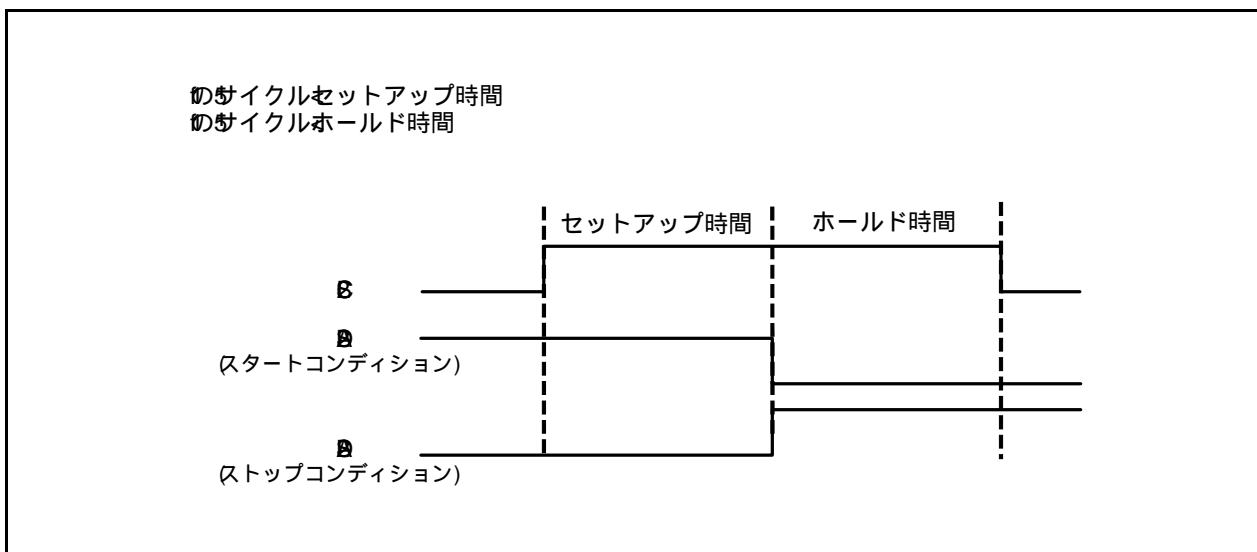 サイクル セットアップ時間
サイクル ホールド時間
セットアップ時間 ホールド時間
(スタートコンディション)
(ストップコンディション)